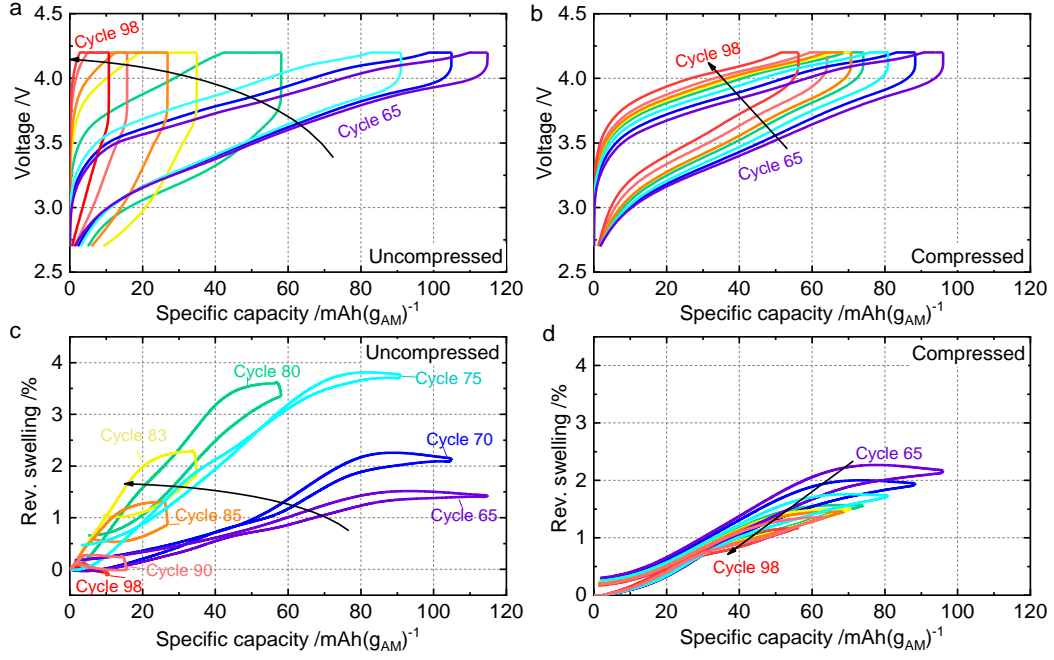 a
b
4.5
4.0
3.5
3.0
2.5
Voltage /V
Cycle 98
Cycle 65
Uncompressed
0 20 40 60 80 100 120
Specific capacity /mAh(g_AM)^-1
4.5
4.0
3.5
3.0
2.5
Voltage /V
Cycle 98
Cycle 65
Compressed
0 20 40 60 80 100 120
Specific capacity /mAh(g_AM)^-1
c
d
4
3
2
1
0
Rev. swelling /%
Uncompressed
Cycle 80
Cycle 75
Cycle 83
Cycle 70
Cycle 85
Cycle 65
Cycle 90
Cycle 98
0 20 40 60 80 100 120
Specific capacity /mAh(g_AM)^-1
4
3
2
1
0
Rev. swelling /%
Compressed
Cycle 65
Cycle 98
0 20 40 60 80 100 120
Specific capacity /mAh(g_AM)^-1